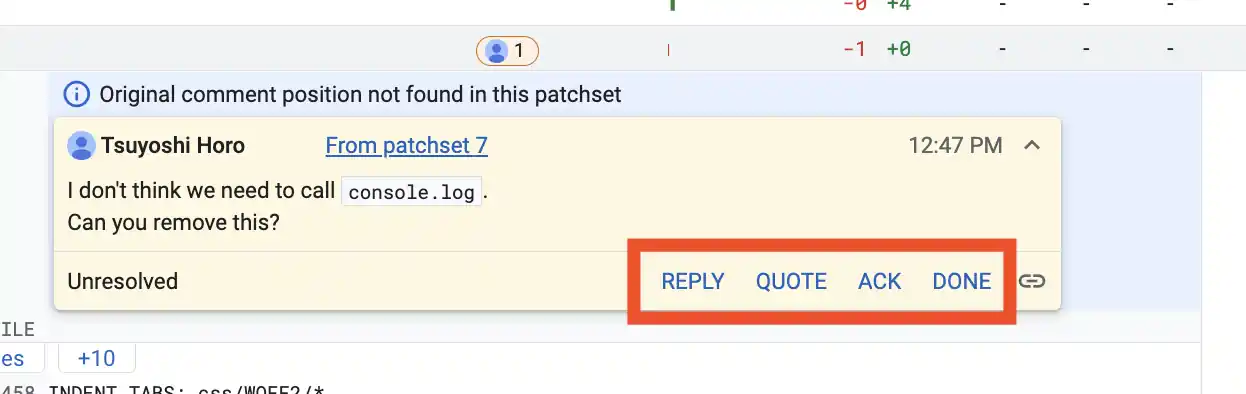 -0 +4 - - -
1 -1 +0 - - -
Original comment position not found in this patchset
Tsuyoshi Horo From patchset 7 12:47 PM
I don't think we need to call console.log.
Can you remove this?
Unresolved REPLY QUOTE ACK DONE
ILE
es +10
458 INDENT TABS: css/WOFF2/*